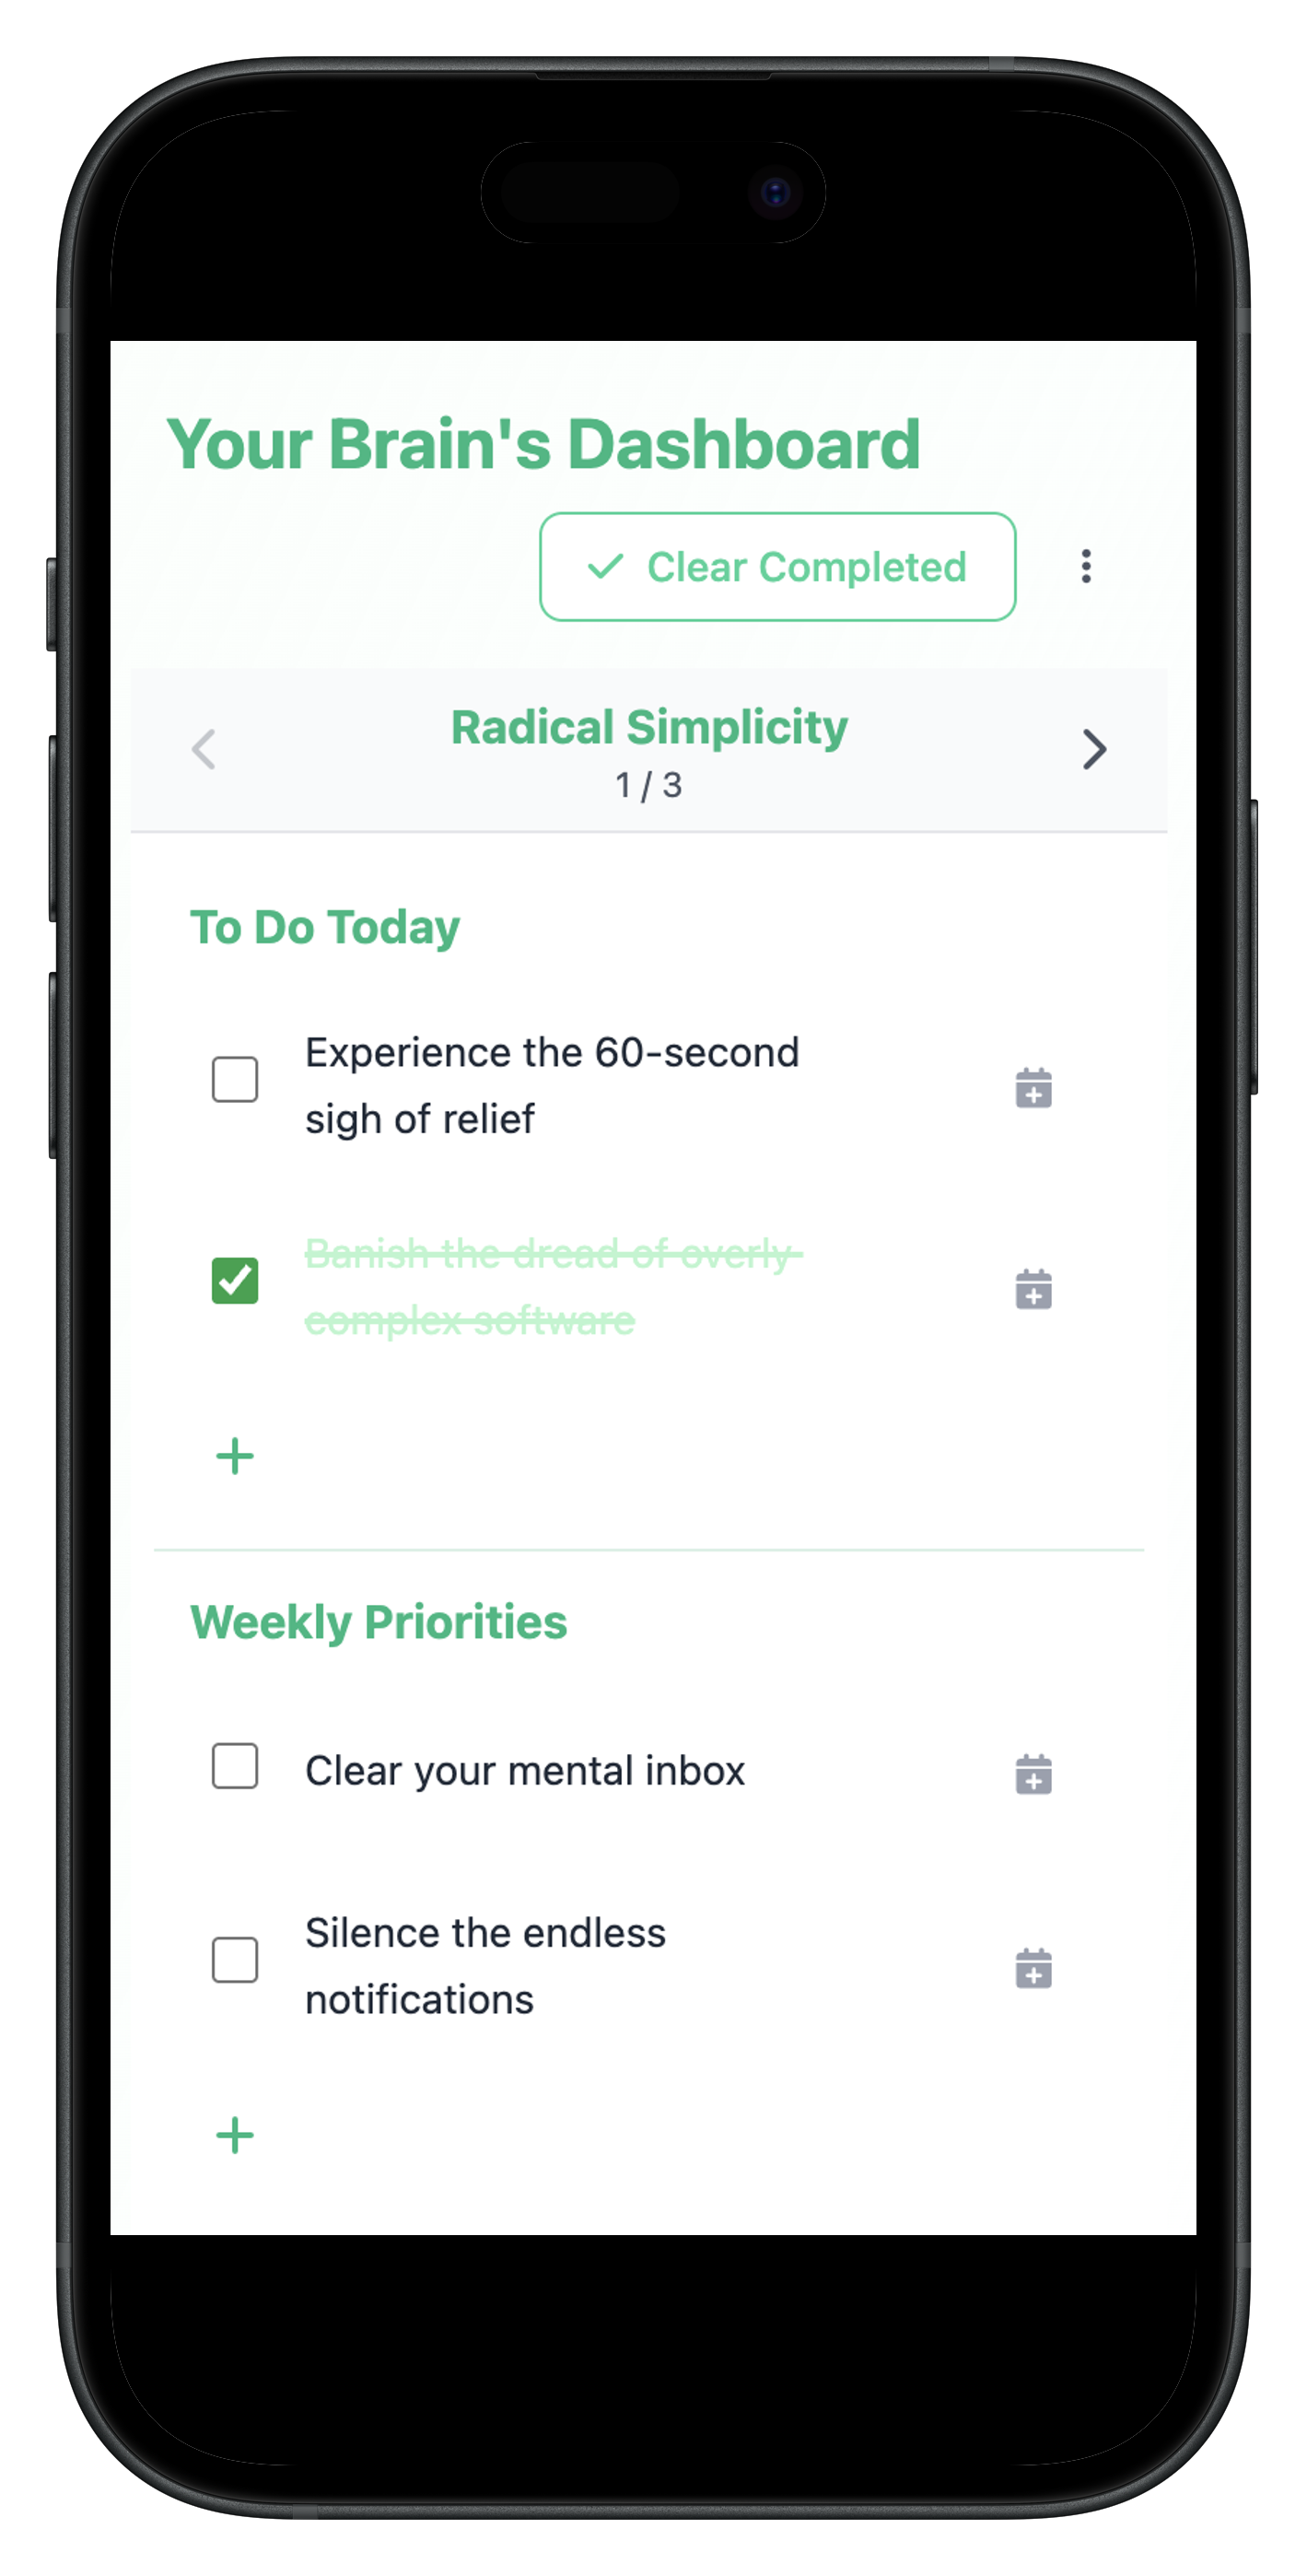 Your Brain's Dashboard
Clear Completed
Radical Simplicity
1 / 3
To Do Today
Experience the 60-second
sigh of relief
Banish the dread of overly
complex software
Weekly Priorities
Clear your mental inbox
Silence the endless
notifications